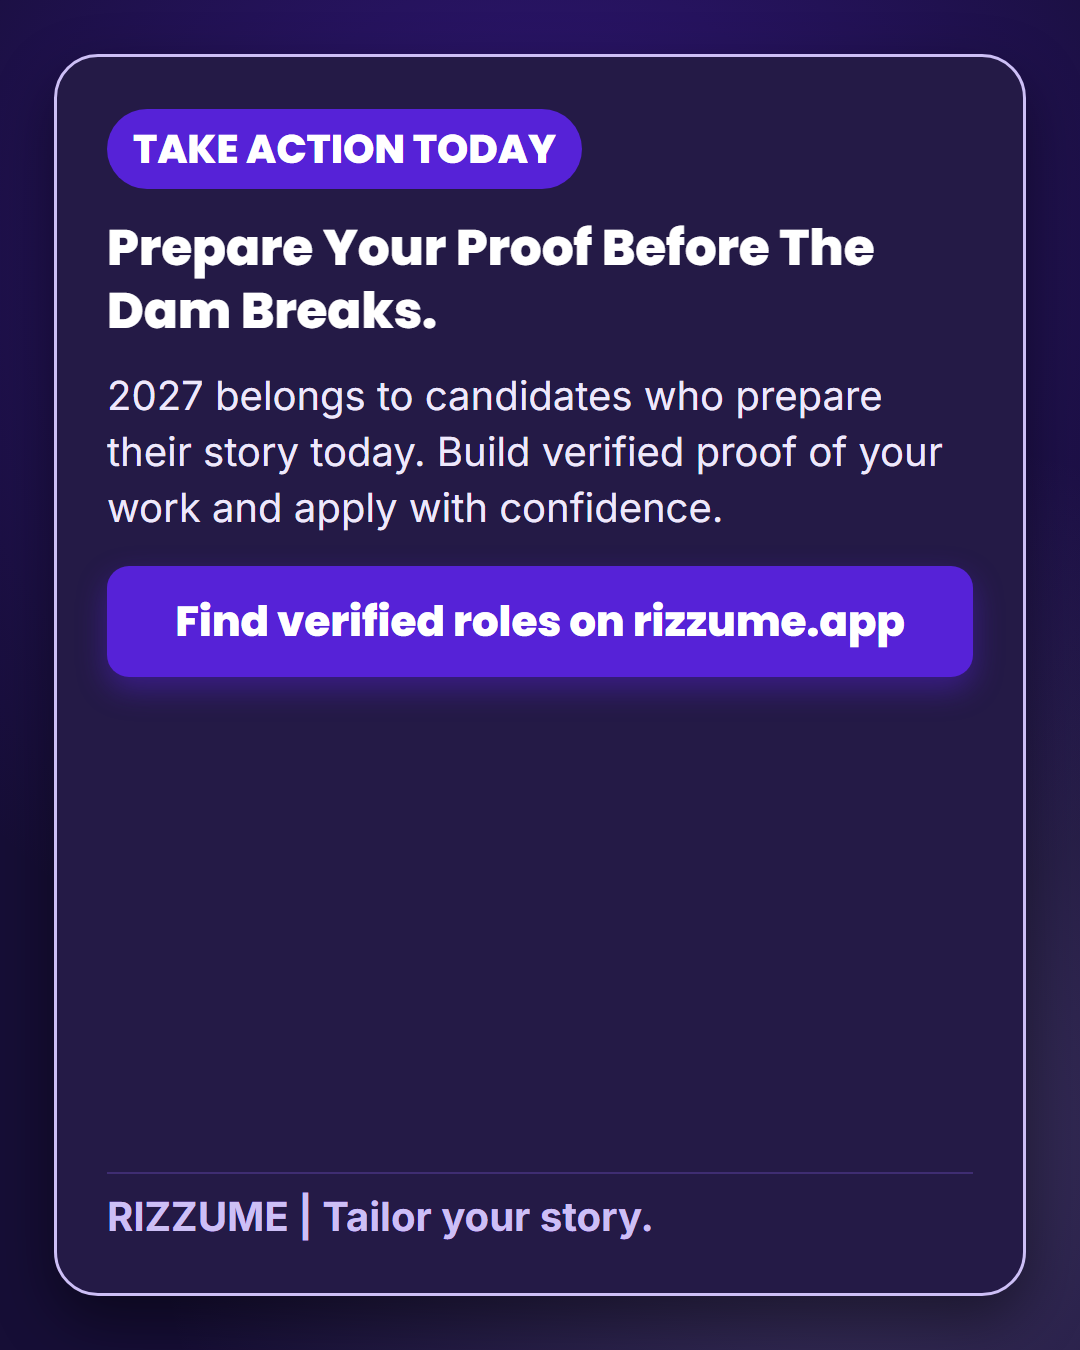 TAKE ACTION TODAY
Prepare Your Proof Before The
Dam Breaks.
2027 belongs to candidates who prepare
their story today. Build verified proof of your
work and apply with confidence.
Find verified roles on rizzume.app
RIZZUME | Tailor your story.